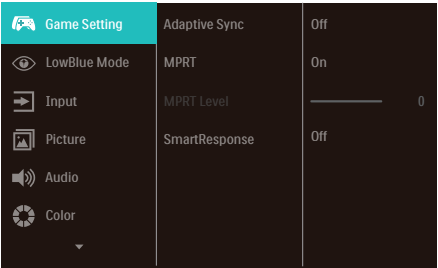 Game Setting
Adaptive Sync
Off
LowBlue Mode
MPRT
On
Input
MPRT Level
0
Picture
SmartResponse
Off
Audio
Color